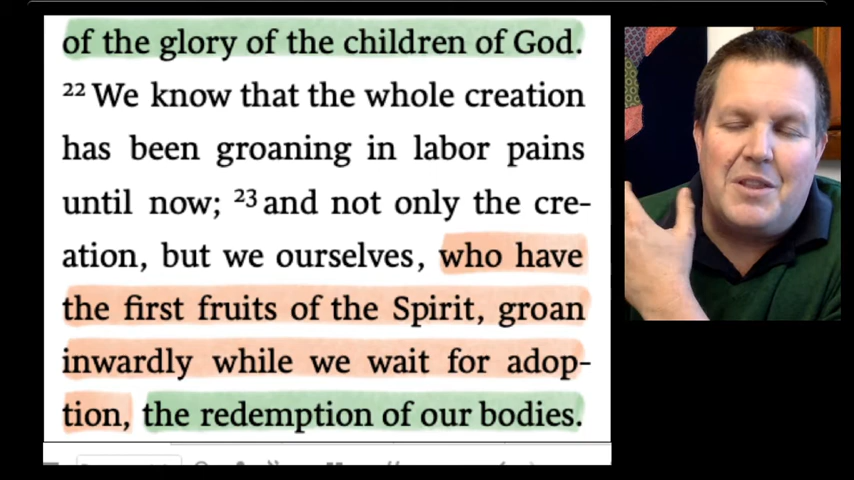 of the glory of the children of God.
²² We know that the whole creation
has been groaning in labor pains
until now; ²³ and not only the cre-
ation, but we ourselves, who have
the first fruits of the Spirit, groan
inwardly while we wait for adop-
tion, the redemption of our bodies.